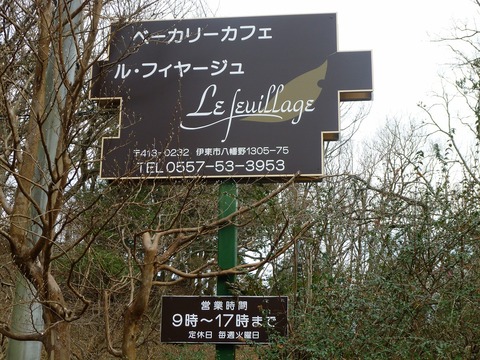 ベーカリーカフェ
ル・フィヤージュ
Le feuillage
〒413-0232 伊東市八幡野1305-75
TEL 0557-53-3953
営業時間
9時～17時まで
定休日 毎週火曜日